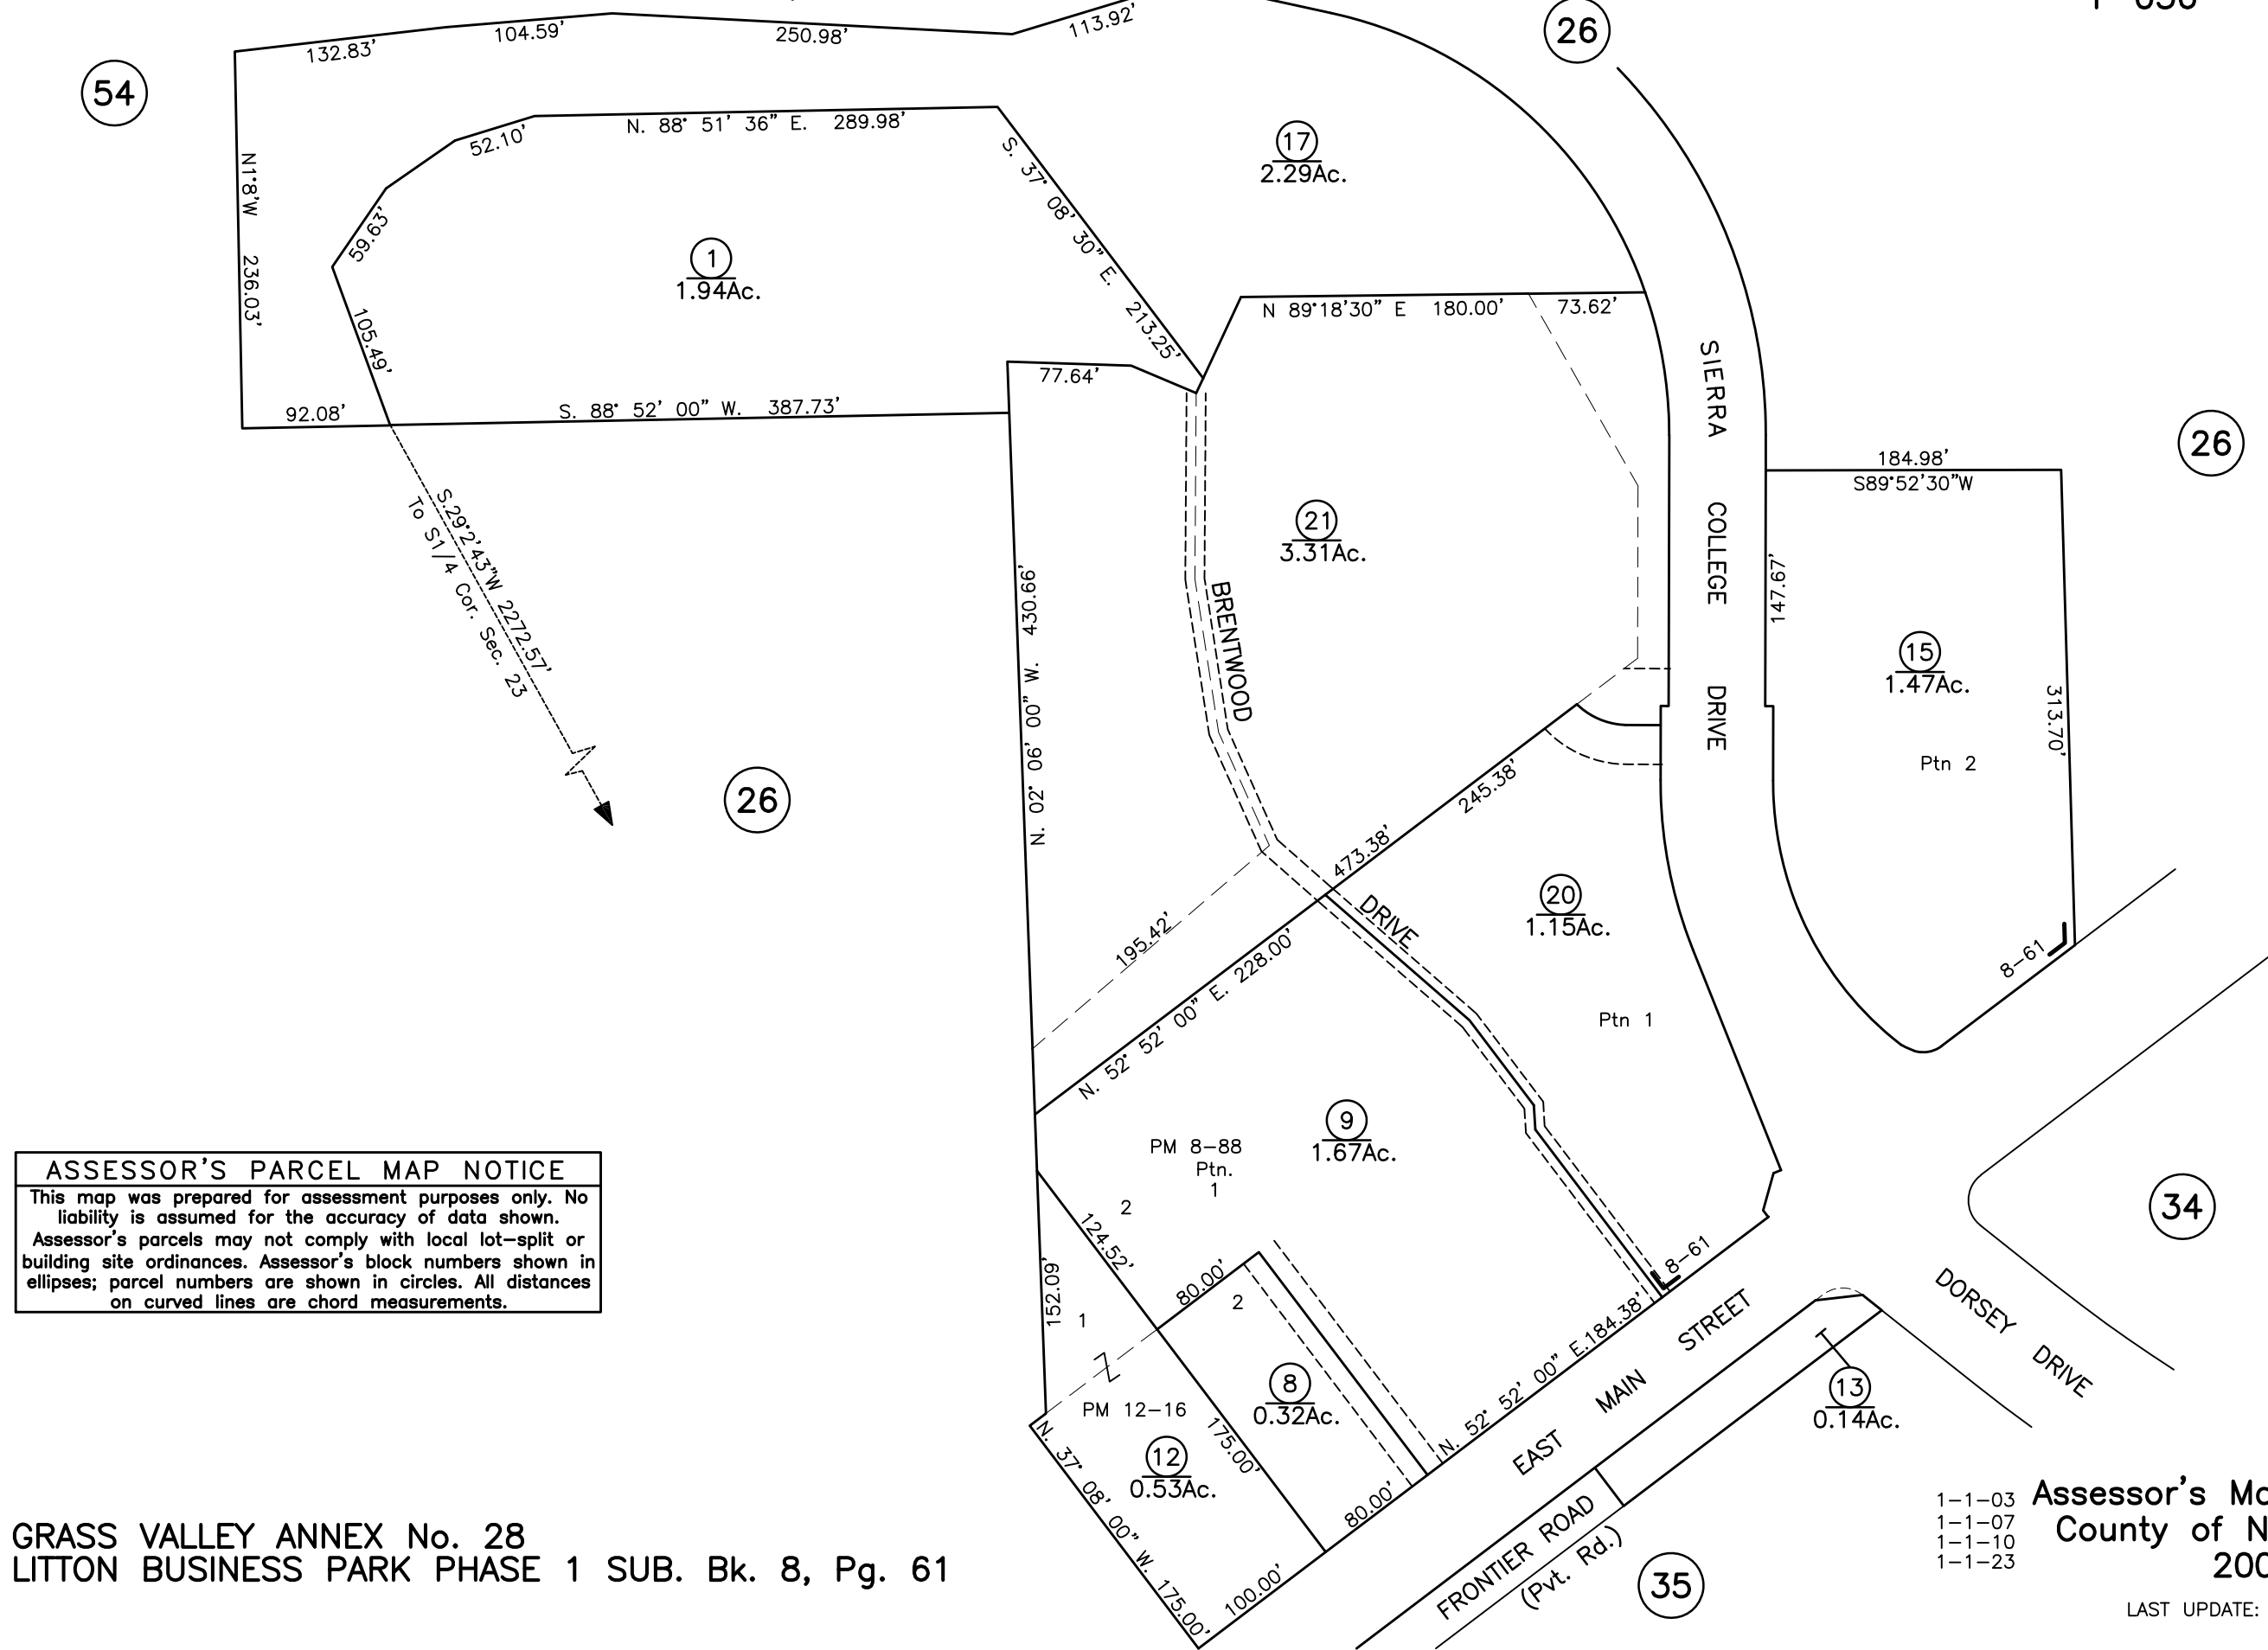 132.83'
104.59'
250.98'
113.92'
26
54
N1°8'W 236.03'
52.10'
N. 88° 51' 36" E. 289.98'
S. 37° 08' 30" E. 213.25'
17
2.29Ac.
59.63'
1
1.94Ac.
105.49'
N 89°18'30" E 180.00'
73.62'
77.64'
92.08'
S. 88° 52' 00" W. 387.73'
SIERRA COLLEGE DRIVE
26
184.98'
S89°52'30"W
S.29°2'43"W 2272.57'
To S1/4 Cor. Sec. 23
21
3.31Ac.
147.67'
N. 02° 06' 00" W. 430.66'
BRENTWOOD DRIVE
15
1.47Ac.
313.70'
Ptn 2
26
245.38'
473.38'
20
1.15Ac.
195.42'
N. 52° 52' 00" E. 228.00'
8-61
Ptn 1
9
1.67Ac.
PM 8-88
Ptn.
1
2
34
ASSESSOR'S PARCEL MAP NOTICE
This map was prepared for assessment purposes only. No
liability is assumed for the accuracy of data shown.
Assessor's parcels may not comply with local lot-split or
building site ordinances. Assessor's block numbers shown in
ellipses; parcel numbers are shown in circles. All distances
on curved lines are chord measurements.
124.52'
152.09'
1
80.00'
2
8-61
DORSEY DRIVE
N. 52° 52' 00" E. 184.38'
EAST MAIN STREET
8
0.32Ac.
13
0.14Ac.
PM 12-16
12
0.53Ac.
175.00'
N. 37° 08' 00" W. 175.00'
80.00'
100.00'
FRONTIER ROAD
(Pvt. Rd.)
35
GRASS VALLEY ANNEX No. 28
LITTON BUSINESS PARK PHASE 1 SUB. Bk. 8, Pg. 61
1-1-03
1-1-07
1-1-10
1-1-23
Assessor's
County of
LAST UPDATE: